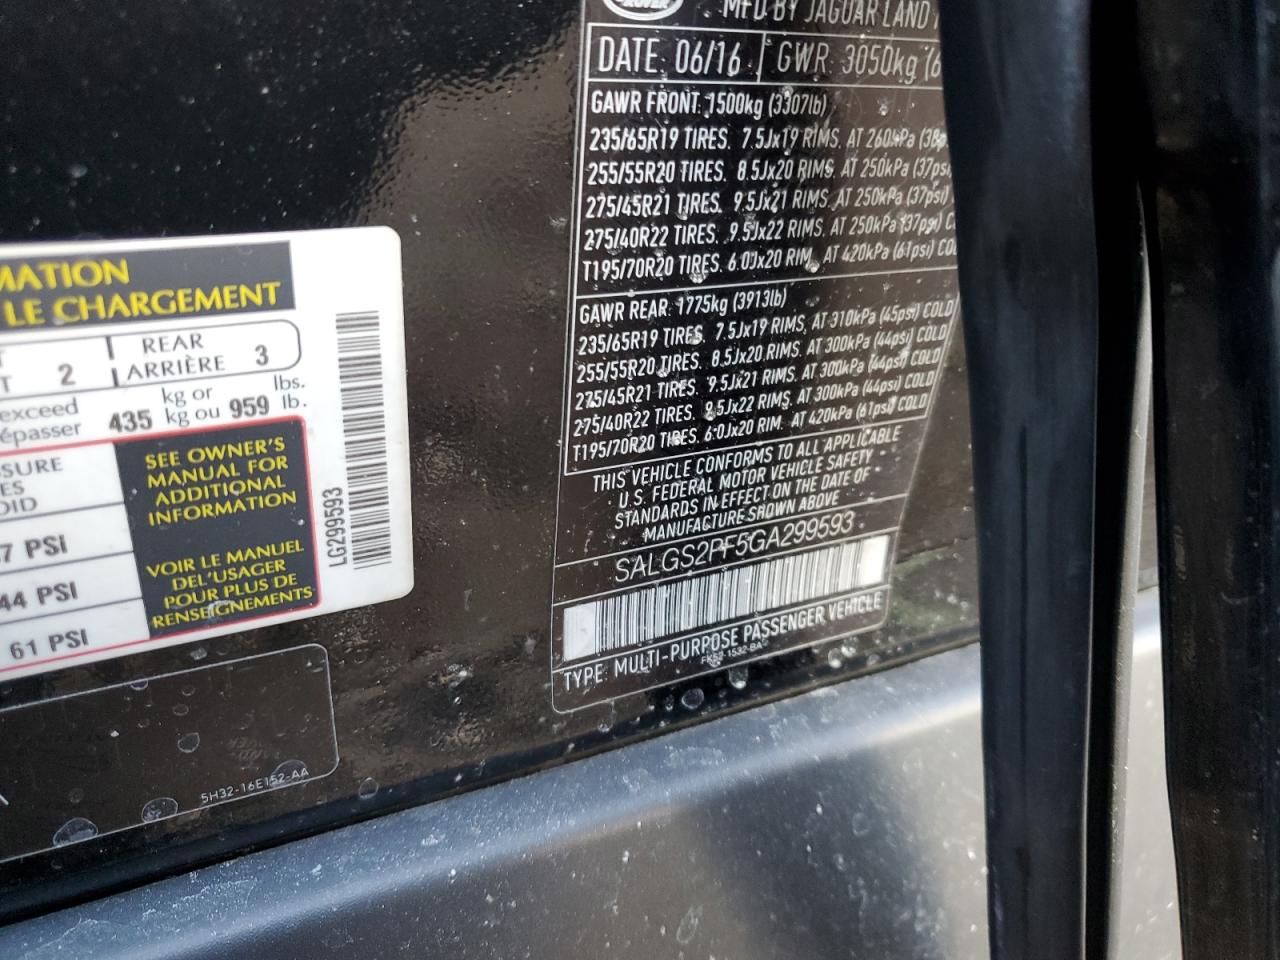 MATION
LE CHARGEMENT
2
REAR
ARRIÈRE 3
exceed
épasser
435 kg or
kg ou 959 lbs.
lb.
SEE OWNER'S
MANUAL FOR
ADDITIONAL
INFORMATION
VOIR LE MANUEL
DEL'USAGER
POUR PLUS DE
RENSEIGNEMENTS
7 PSI
44 PSI
61 PSI
LG299593
5H32-16E152-AA
ROVER
MFD BY JAGUAR LAND
DATE: 06/16 GWR 3050kg (6
GAWR FRONT: 1500kg (3307lb)
235/65R19 TIRES. 7.5Jx19 RIMS. AT 260kPa (38p
255/55R20 TIRES. 8.5Jx20 RIMS. AT 250kPa (37psi
275/45R21 TIRES. 9.5Jx21 RIMS. AT 250kPa (37psi)
275/40R22 TIRES. 9.5Jx22 RIMS. AT 250kPa (37psi) C
T195/70R20 TIRES. 6.0Jx20 RIM. AT 420kPa (61psi) COL
GAWR REAR: 1775kg (3913lb)
235/65R19 TIRES. 7.5Jx19 RIMS. AT 310kPa (45psi) COLD
255/55R20 TIRES. 8.5Jx20 RIMS. AT 300kPa (44psi) COLD
275/45R21 TIRES. 9.5Jx21 RIMS. AT 300kPa (44psi) COLD
275/40R22 TIRES. 9.5Jx22 RIMS. AT 300kPa (44psi) COLD
T195/70R20 TIRES. 6.0Jx20 RIM. AT 420kPa (61psi) COLD
THIS VEHICLE CONFORMS TO ALL APPLICABLE
U.S. FEDERAL MOTOR VEHICLE SAFETY
STANDARDS IN EFFECT ON THE DATE OF
MANUFACTURE SHOWN ABOVE
SALGS2PF5GA299593
TYPE: MULTI-PURPOSE PASSENGER VEHICLE
FK52-1532-BA